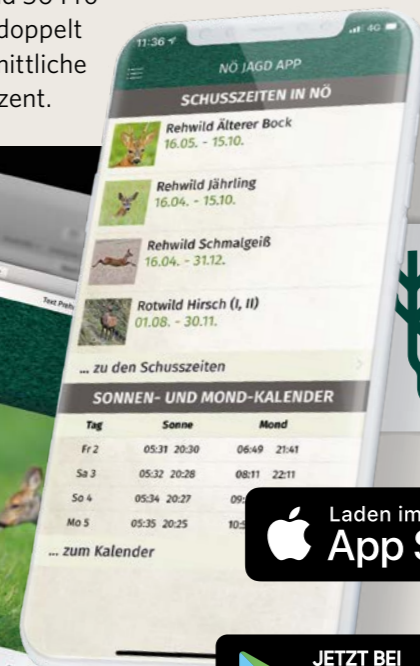 doppelt
11:36
4G
NÖ JAGD APP
SCHUSSZEITEN IN NÖ
Rehwild Älterer Bock
16.05. - 15.10.
Rehwild Jährling
16.04. - 15.10.
Rehwild Schmalgeiß
16.04. - 31.12.
Rotwild Hirsch (I, II)
01.08. - 30.11.
... zu den Schusszeiten
SONNEN- UND MOND-KALENDER
Tag Sonne Mond
Fr 2 05:31 20:30 06:49 21:41
Sa 3 05:32 20:28 08:11 22:11
So 4 05:34 20:27
Mo 5 05:35 20:25
... zum Kalender
Laden im
App
JETZT BEI